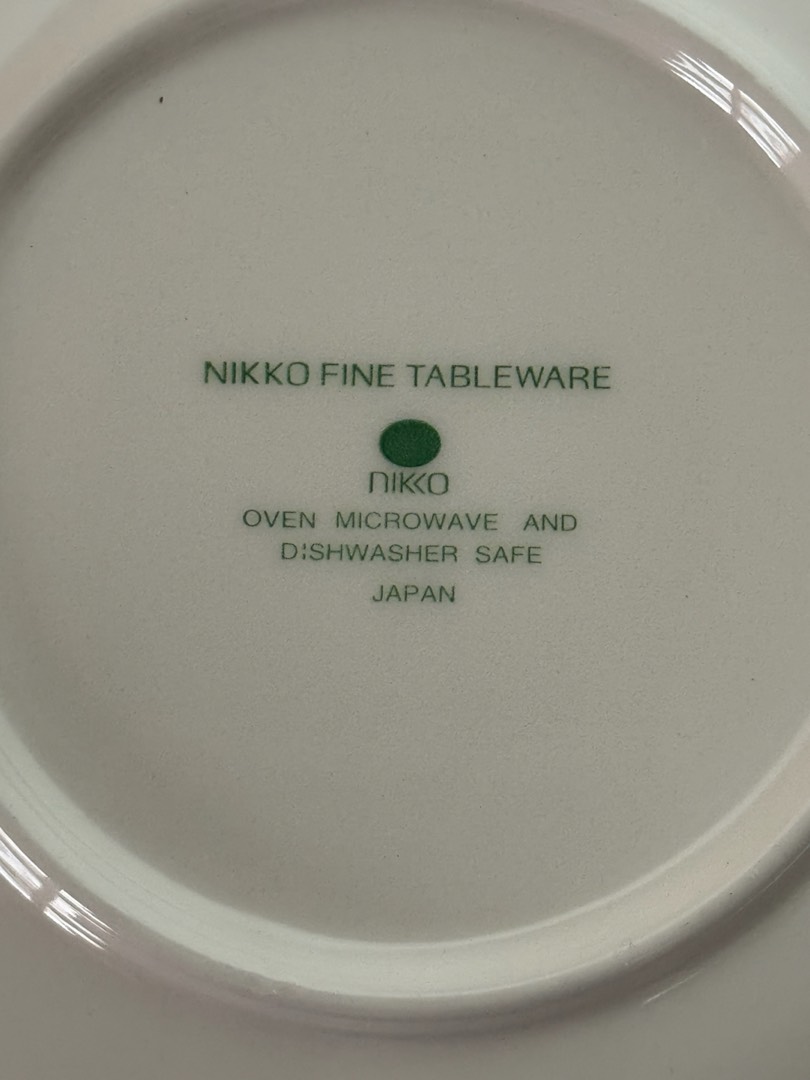 NIKKO FINE TABLEWARE
NIKKO
OVEN MICROWAVE AND
DISHWASHER SAFE
JAPAN